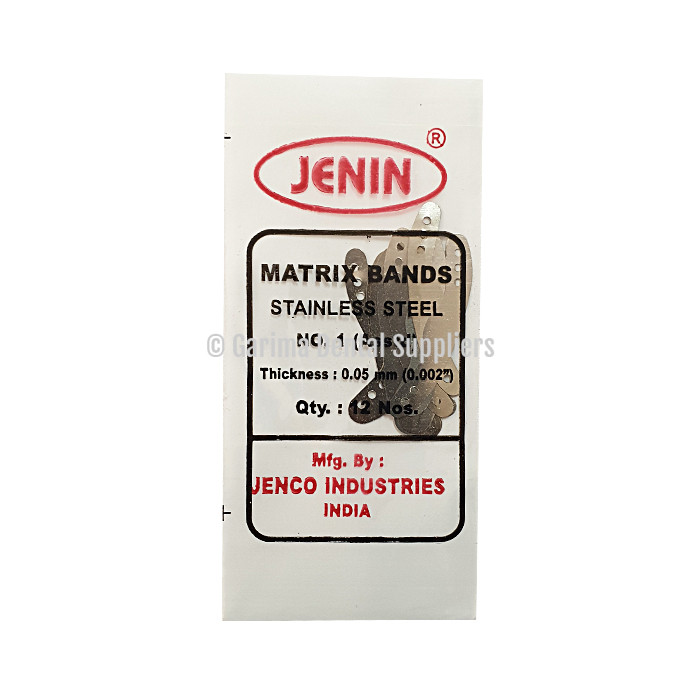 JENIN ®
MATRIX BANDS
STAINLESS STEEL
NO. 1
© Garima Dental Suppliers
Thickness : 0.05 mm (0.002")
Qty. : 12 Nos.
Mfg. By :
JENCO INDUSTRIES
INDIA